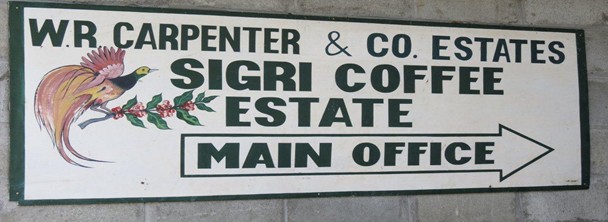 W.R. CARPENTER & CO. ESTATES
SIGRI COFFEE
ESTATE
MAIN OFFICE